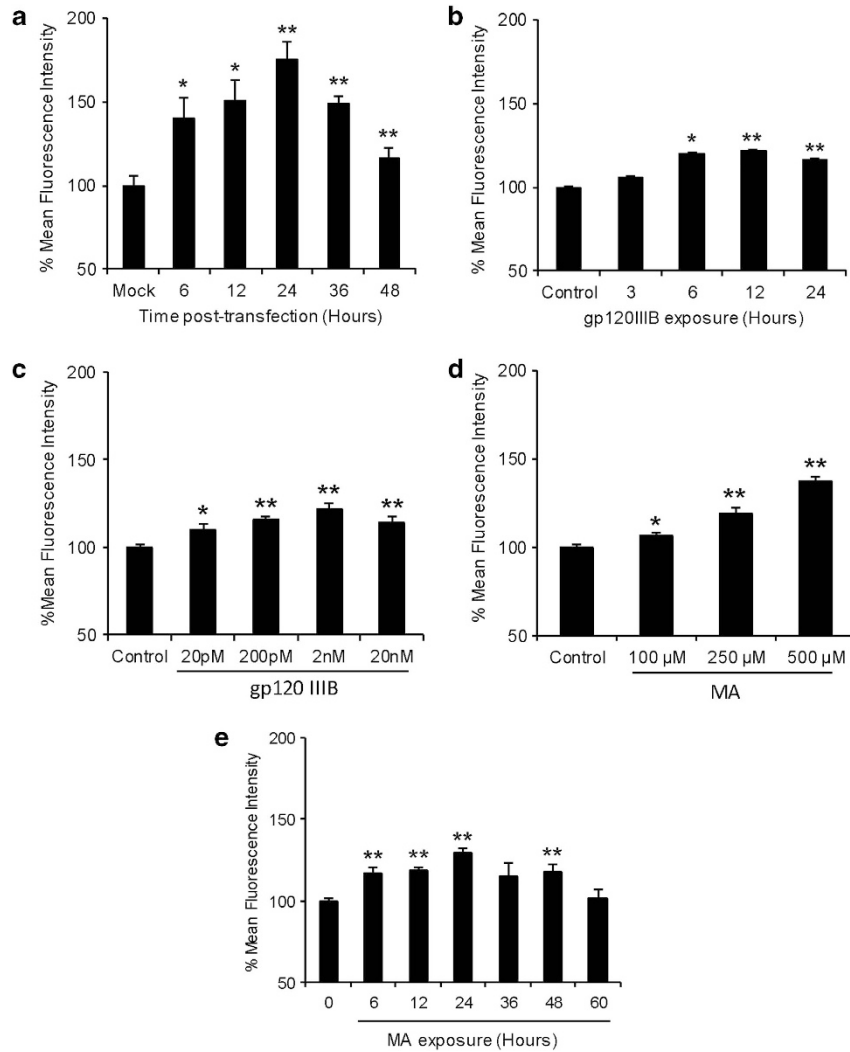 a
% Mean Fluorescence Intensity
200
150
100
50
* * ** ** **
Mock 6 12 24 36 48
Time post-transfection (Hours)
b
% Mean Fluorescence Intensity
200
150
100
50
* ** **
Control 3 6 12 24
gp120IIIB exposure (Hours)
c
%Mean Fluorescence Intensity
200
150
100
50
* ** ** **
Control 20pM 200pM 2nM 20nM
gp120 IIIB
d
% Mean Fluorescence Intensity
200
150
100
50
* ** **
Control 100 µM 250 µM 500 µM
MA
e
% Mean Fluorescence Intensity
200
150
100
50
** ** ** **
0 6 12 24 36 48 60
MA exposure (Hours)